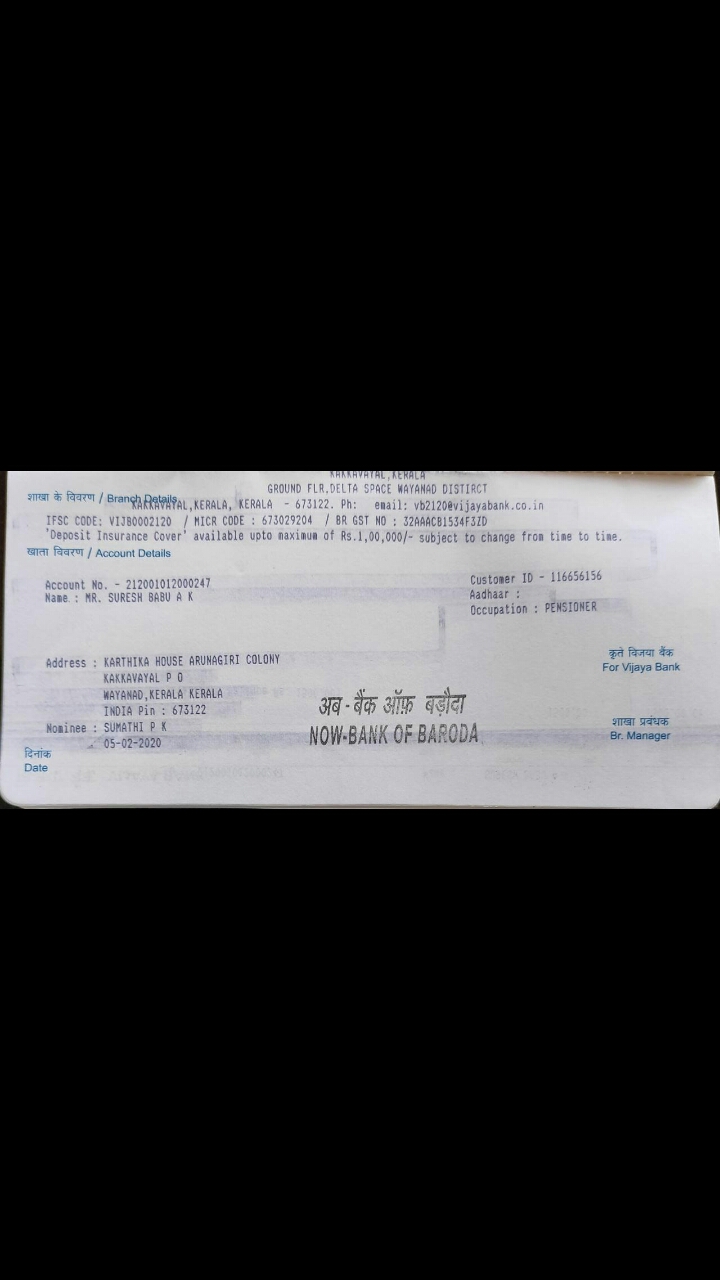 KAKKAVAYAL,KERALA
GROUND FLR,DELTA SPACE WAYANAD DISTIRCT
शाखा के विवरण / Branch Details
KAKKAVAYAL,KERALA, KERALA - 673122. Ph: email: vb2120@vijayabank.co.in
IFSC CODE: VIJB0002120 / MICR CODE : 673029204 / BR GST NO : 32AAACB1534F3ZD
'Deposit Insurance Cover' available upto maximum of Rs.1,00,000/- subject to change from time to time.
खाता विवरण / Account Details
Account No. - 212001012000247
Customer ID - 116656156
Name : MR. SURESH BABU A K
Aadhaar :
Occupation : PENSIONER
Address : KARTHIKA HOUSE ARUNAGIRI COLONY
KAKKAVAYAL P O
WAYANAD,KERALA KERALA
INDIA Pin : 673122
Nominee : SUMATHI P K
05-02-2020
दिनांक
Date
अब - बैंक ऑफ़ बड़ौदा
NOW-BANK OF BARODA
कृते विजया बैंक
For Vijaya Bank
शाखा प्रबंधक
Br. Manager